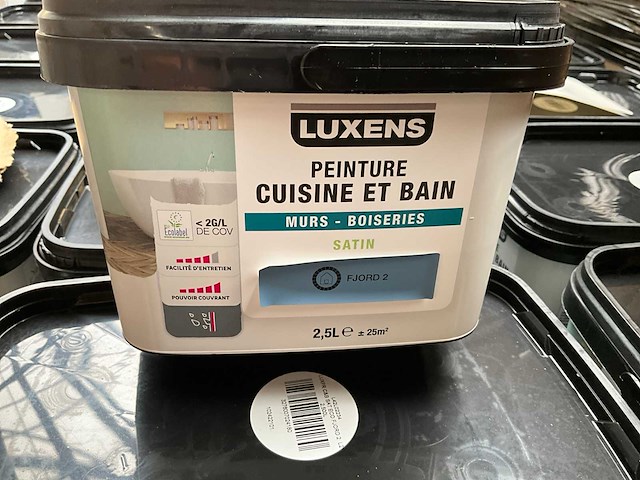 LUXENS
PEINTURE
CUISINE ET BAIN
MURS - BOISERIES
SATIN
FJORD 2
2,5L e ± 25m²
Ecolabel
< 2G/L
DE COV
FACILITÉ D'ENTRETIEN
POUVOIR COUVRANT